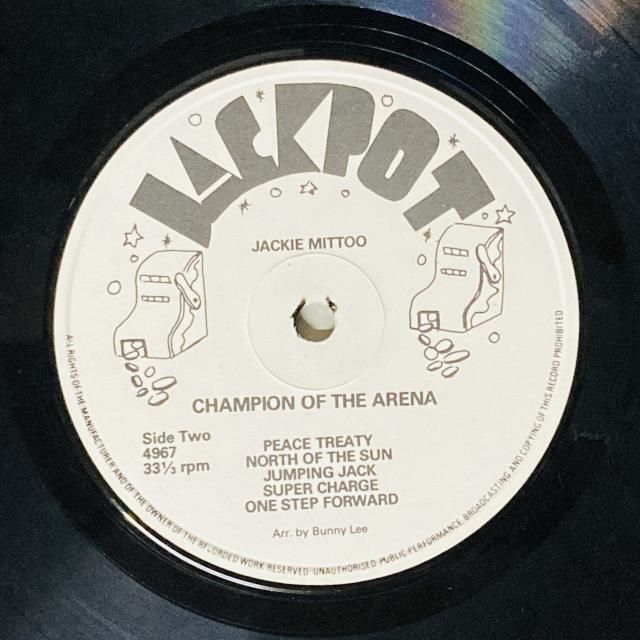 JACKPOT
JACKIE MITTOO
CHAMPION OF THE ARENA
Side Two
4967
33⅓ rpm
PEACE TREATY
NORTH OF THE SUN
JUMPING JACK
SUPER CHARGE
ONE STEP FORWARD
Arr. by Bunny Lee
ALL RIGHTS OF THE MANUFACTURER AND OF THE OWNER OF THE RECORDED WORK RESERVED · UNAUTHORISED PUBLIC PERFORMANCE BROADCASTING AND COPYING OF THIS RECORD PROHIBITED